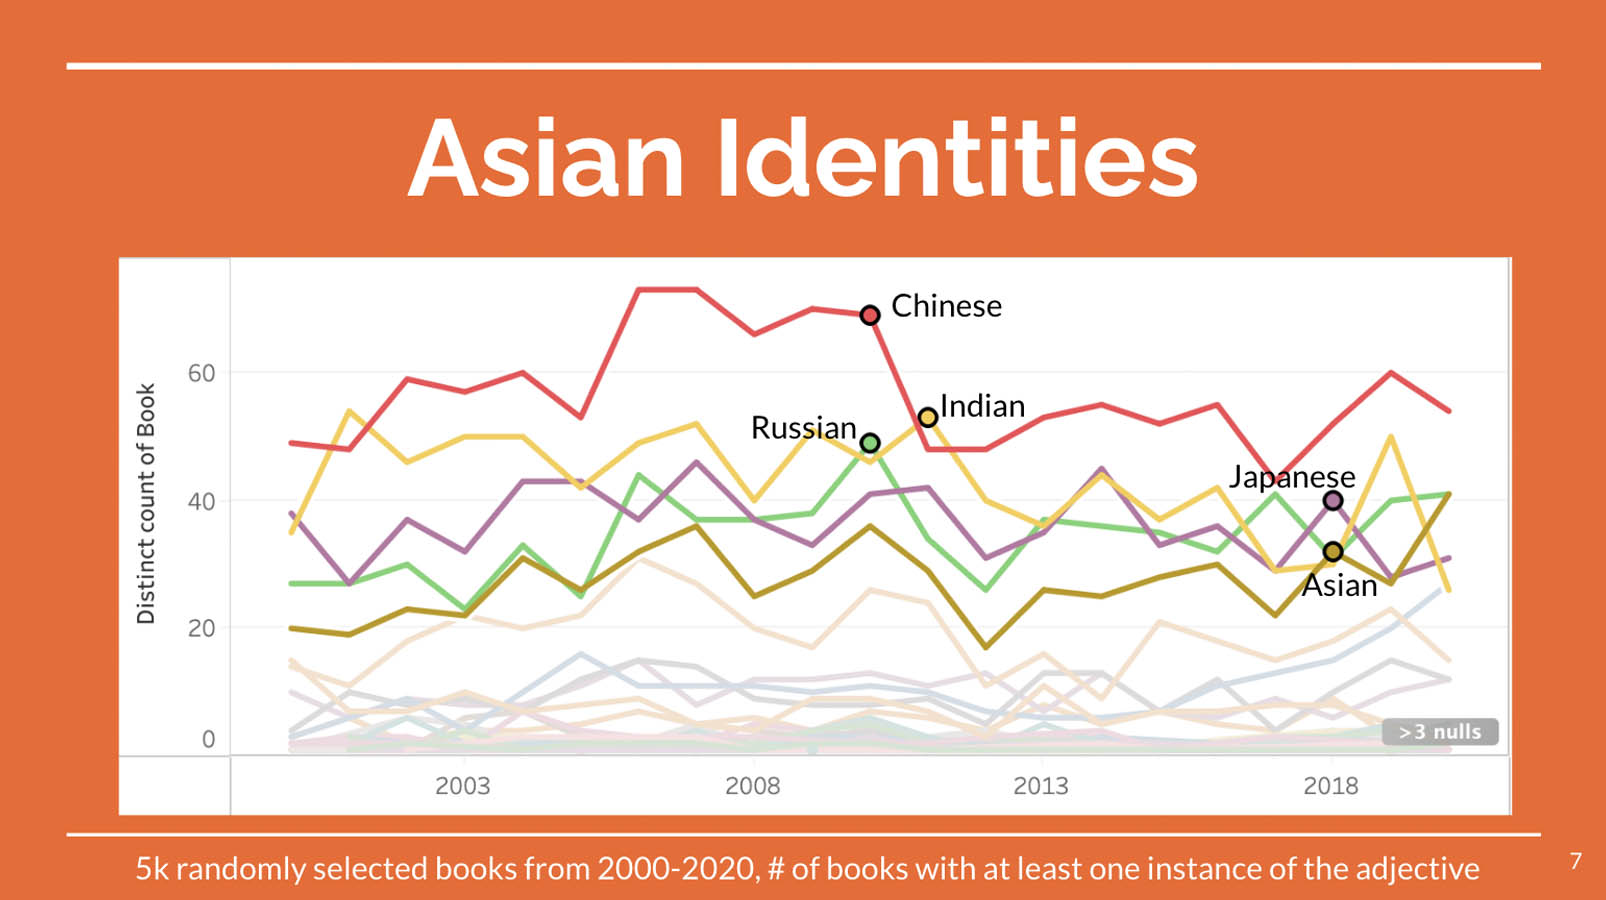 Asian Identities
Chinese
Indian
Russian
Japanese
Asian
Distinct count of Book
60
40
20
0
>3 nulls
2003
2008
2013
2018
5k randomly selected books from 2000-2020, # of books with at least one instance of the adjective
7